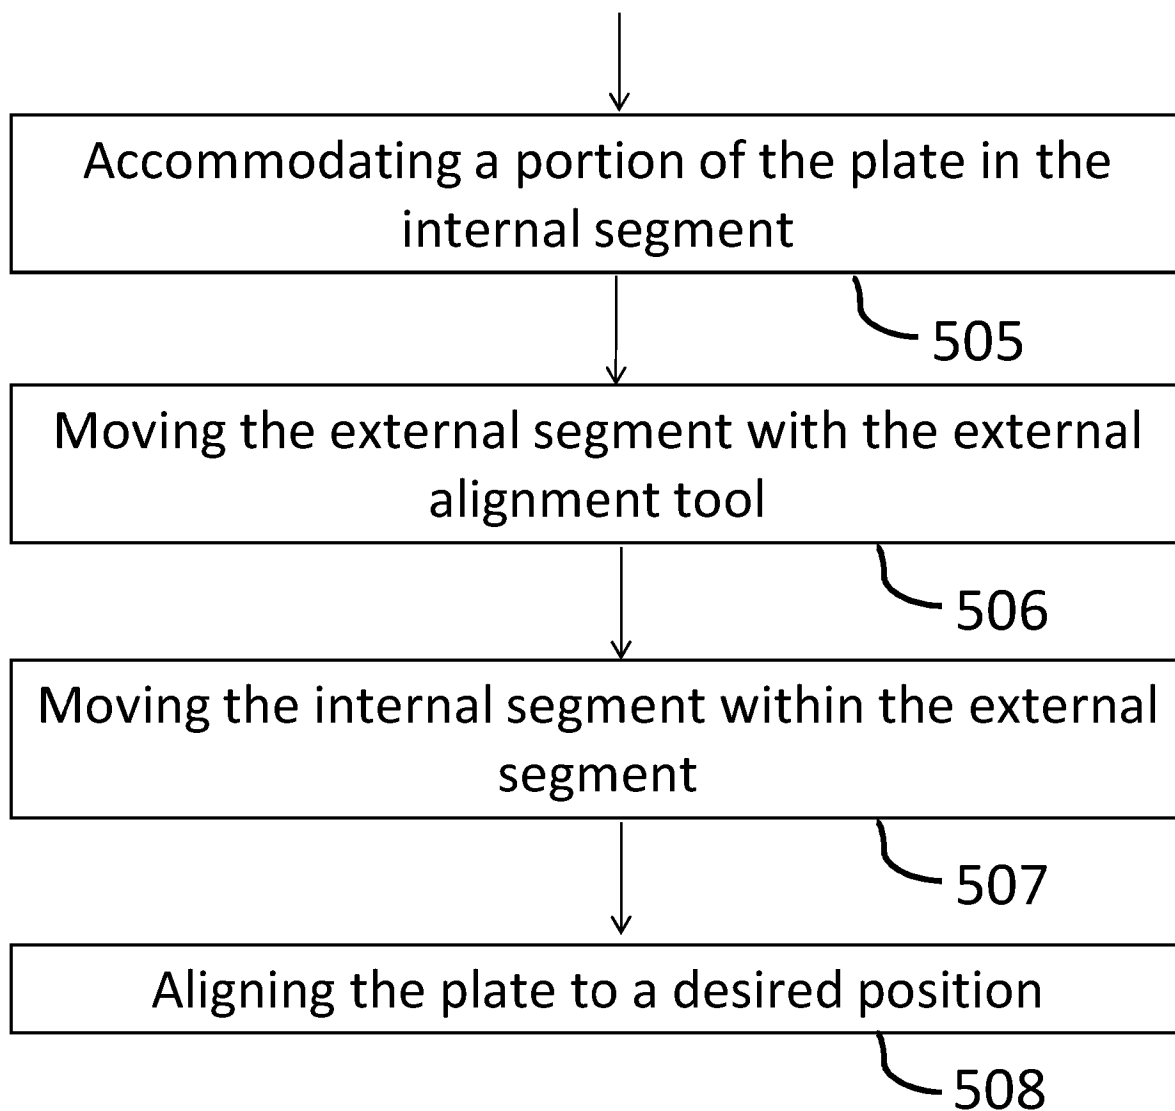 Accommodating a portion of the plate in the
internal segment
505
Moving the external segment with the external
alignment tool
506
Moving the internal segment within the external
segment
507
Aligning the plate to a desired position
508